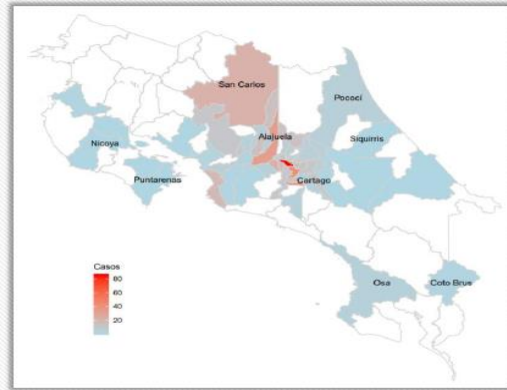 San Carlos
Pococí
Alajuela
Siquirris
Nicoya
Puntarenas
Cartago
Casos
80
60
40
20
Osa
Coto Brus